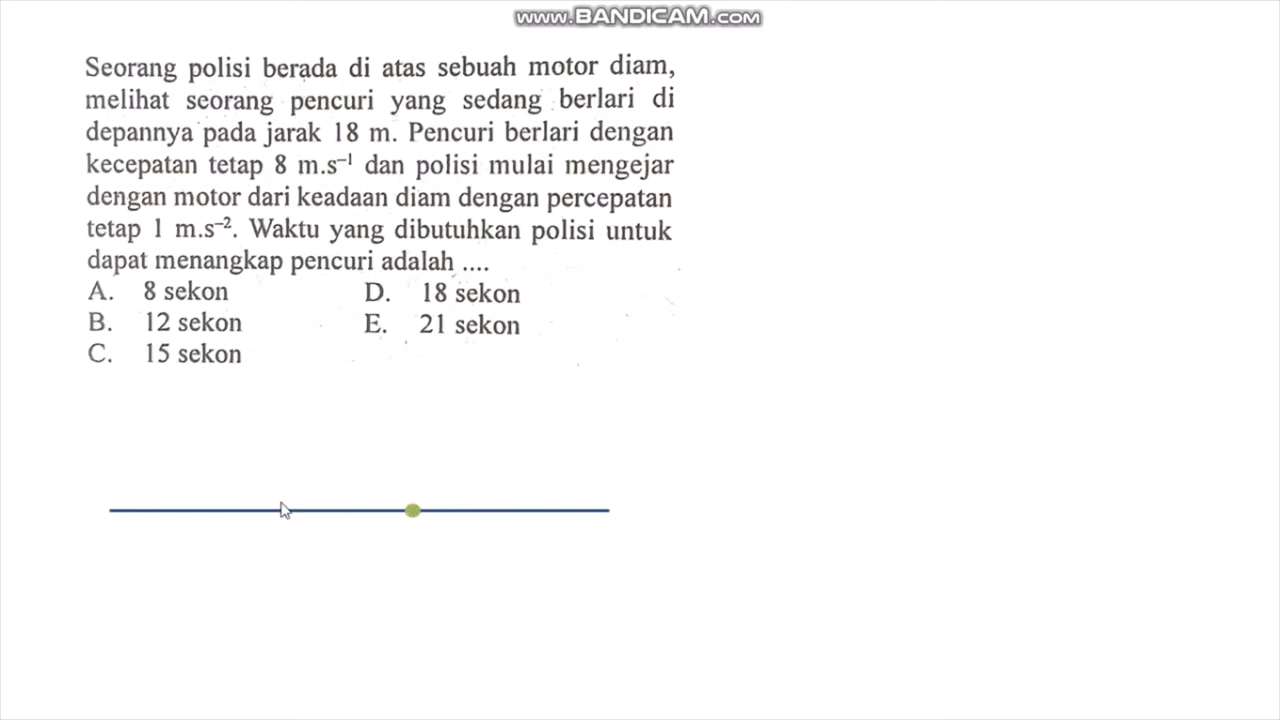 www.BANDICAM.com
Seorang polisi berada di atas sebuah motor diam,
melihat seorang pencuri yang sedang berlari di
depannya pada jarak 18 m. Pencuri berlari dengan
kecepatan tetap 8 m.s⁻¹ dan polisi mulai mengejar
dengan motor dari keadaan diam dengan percepatan
tetap 1 m.s⁻². Waktu yang dibutuhkan polisi untuk
dapat menangkap pencuri adalah ....
A. 8 sekon
B. 12 sekon
C. 15 sekon
D. 18 sekon
E. 21 sekon